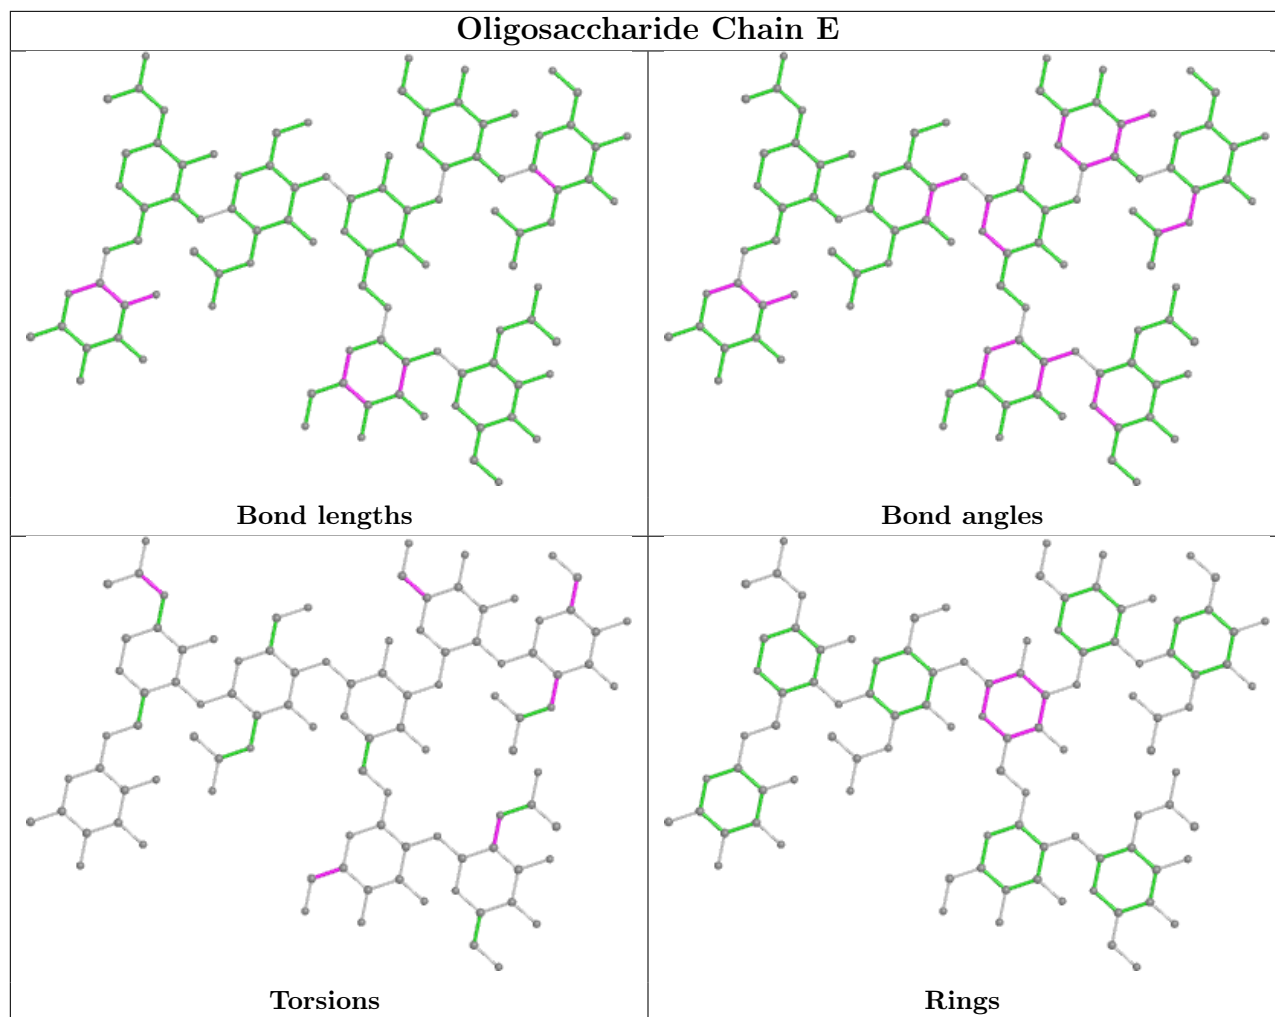 Oligosaccharide Chain E
Bond lengths
Bond angles
Torsions
Rings